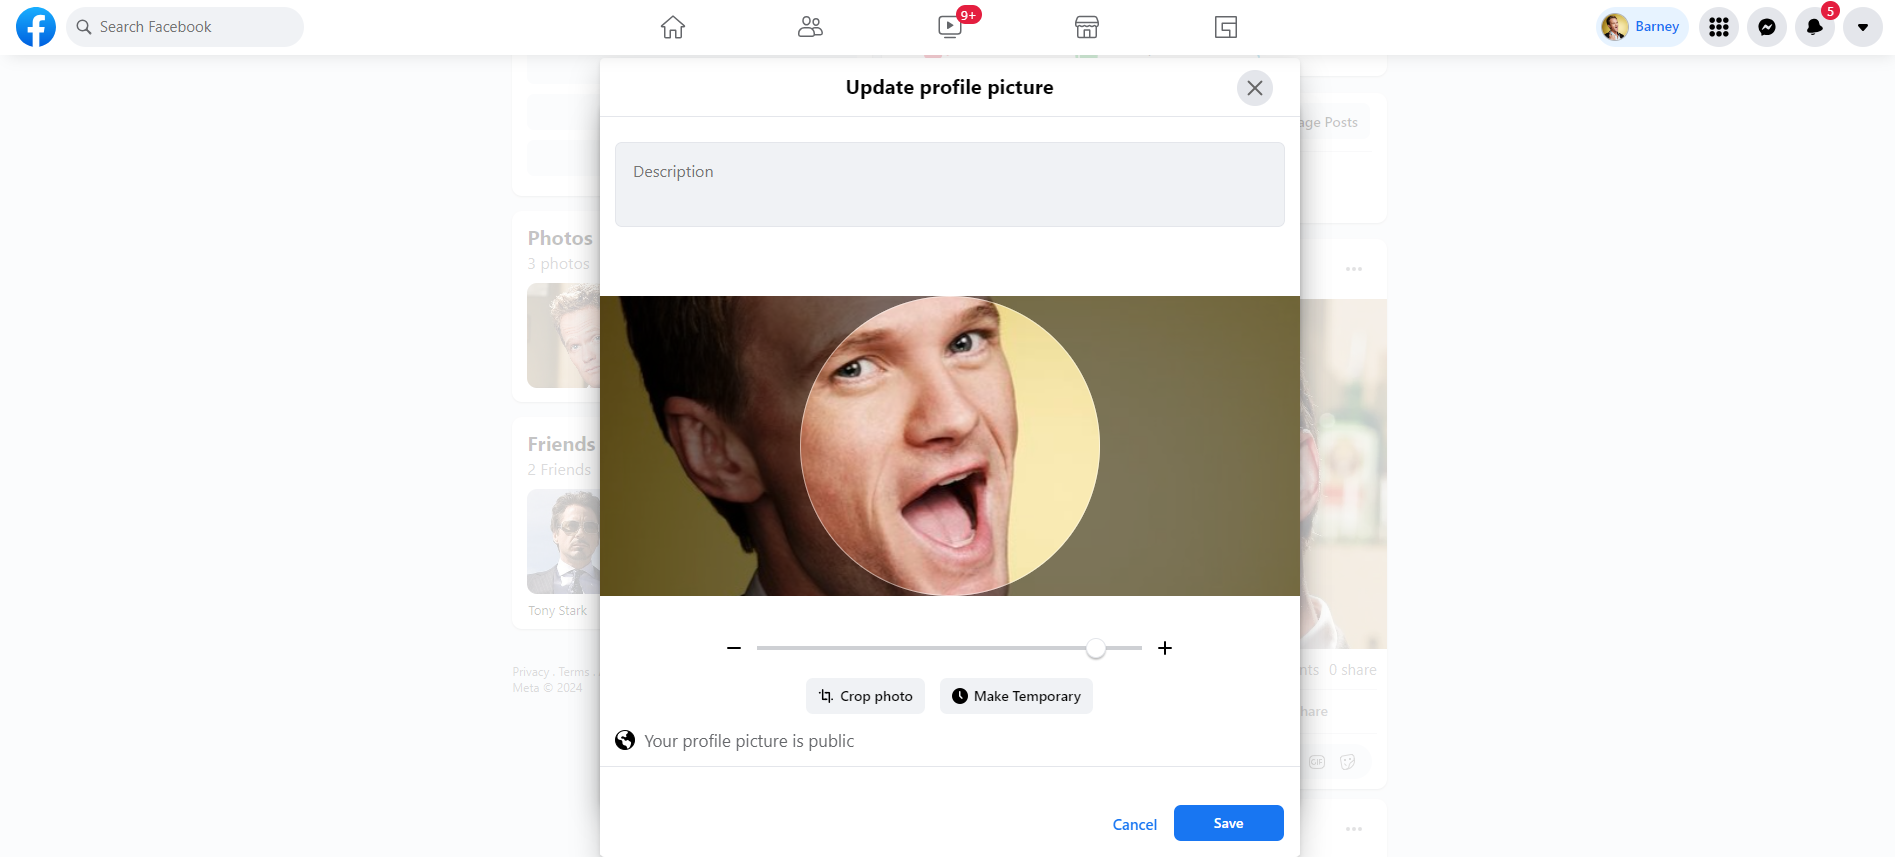 Search Facebook
9+
Barney
5
Update profile picture
age Posts
Description
Photos
3 photos
Friends
2 Friends
Tony Stark
Privacy . Terms .
Meta © 2024
nts 0 share
hare
GIF
Crop photo
Make Temporary
Your profile picture is public
Cancel
Save